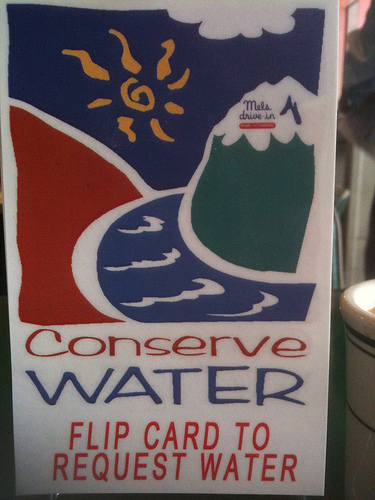 Mels
drive-in
Conserve
WATER
FLIP CARD TO
REQUEST WATER